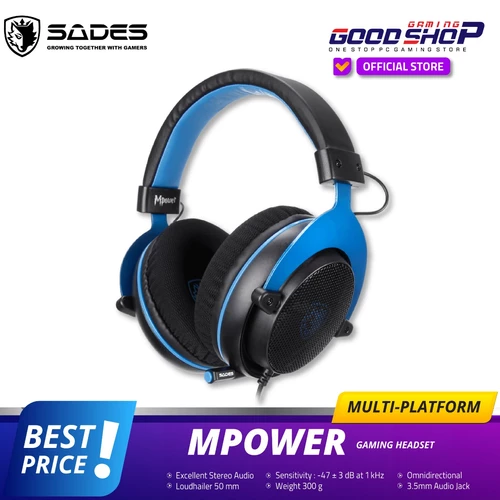 SADES
GROWING TOGETHER WITH GAMERS
GAMING
GOOD SHOP
ONE STOP PC GAMING STORE
OFFICIAL STORE
Mpower
SADES
MULTI-PLATFORM
BEST
PRICE!
MPOWER GAMING HEADSET
• Excellent Stereo Audio • Sensitivity : -47 ± 3 dB at 1 kHz • Omnidirectional
• Loudhailer 50 mm • Weight 300 g • 3.5mm Audio Jack